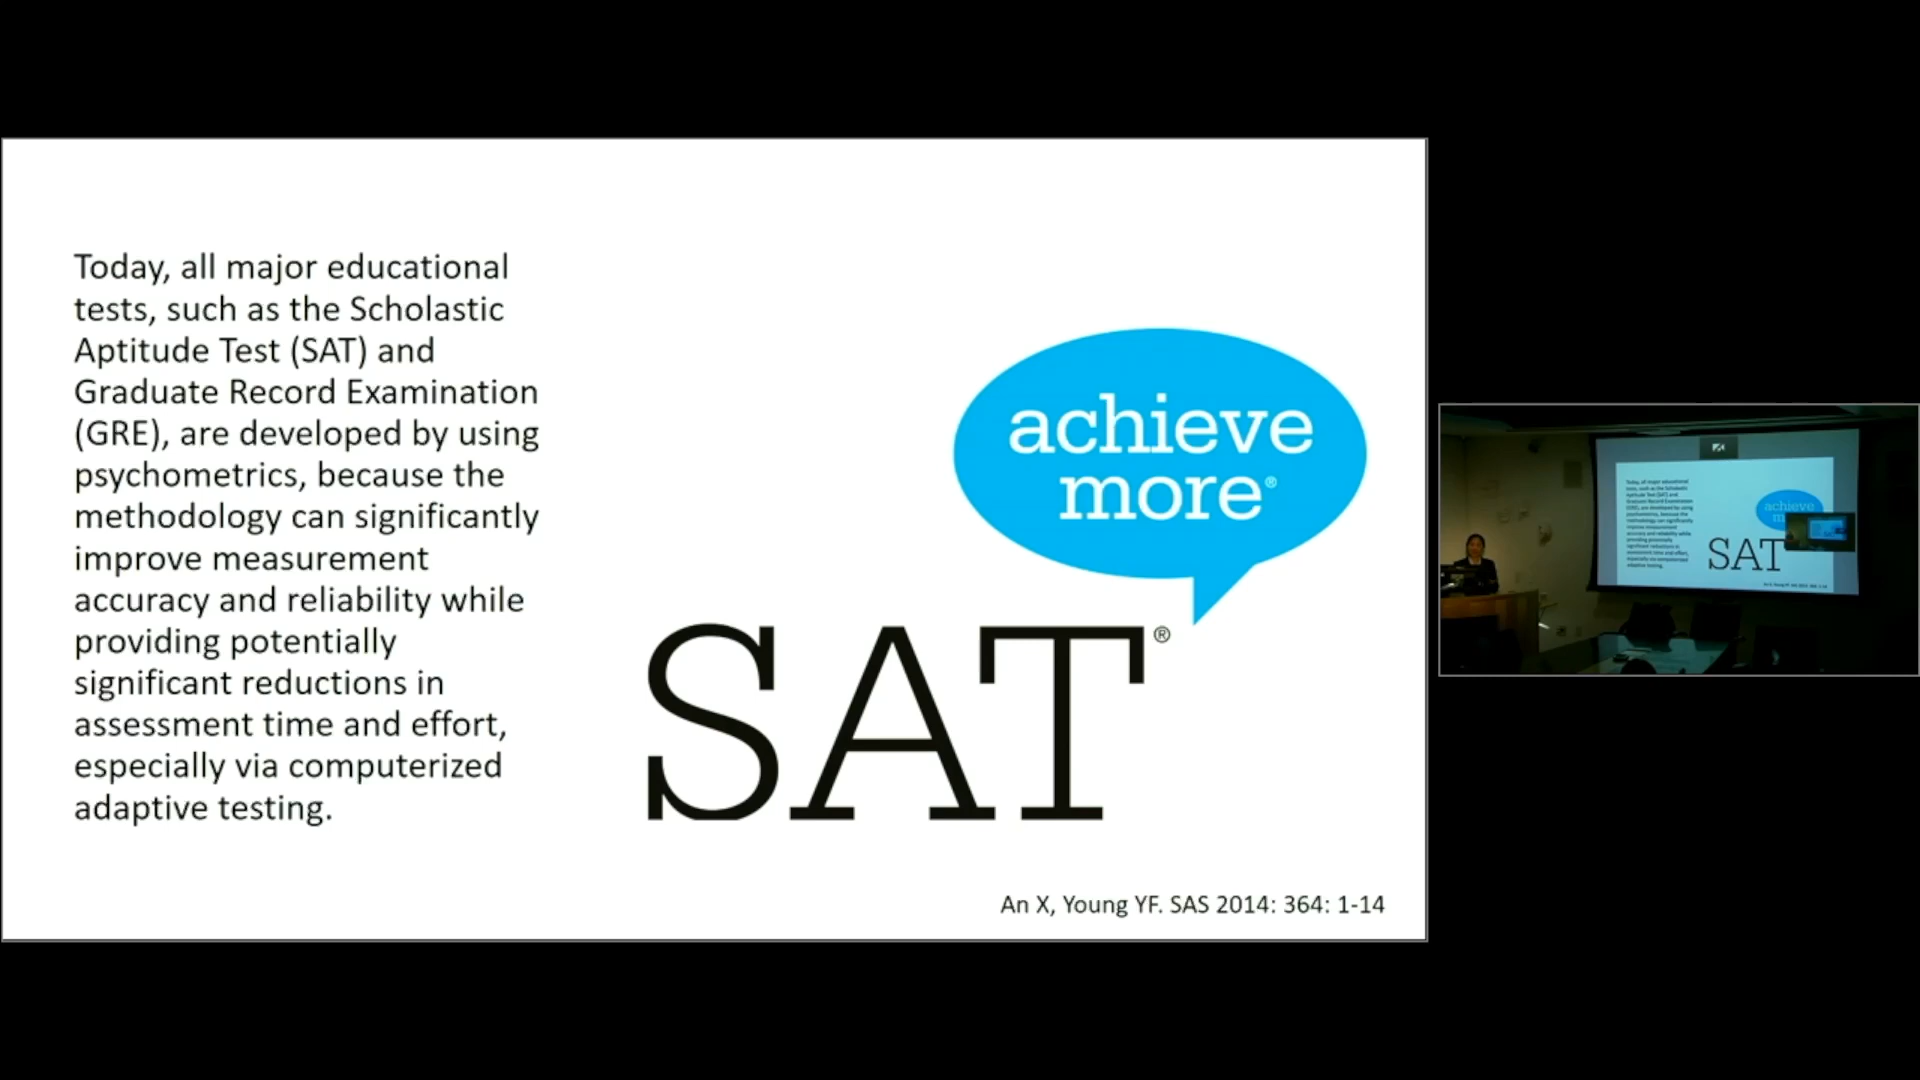 Today, all major educational
tests, such as the Scholastic
Aptitude Test (SAT) and
Graduate Record Examination
(GRE), are developed by using
psychometrics, because the
methodology can significantly
improve measurement
accuracy and reliability while
providing potentially
significant reductions in
assessment time and effort,
especially via computerized
adaptive testing.
achieve
more®
SAT®
An X, Young YF. SAS 2014: 364: 1-14
achieve
SAT